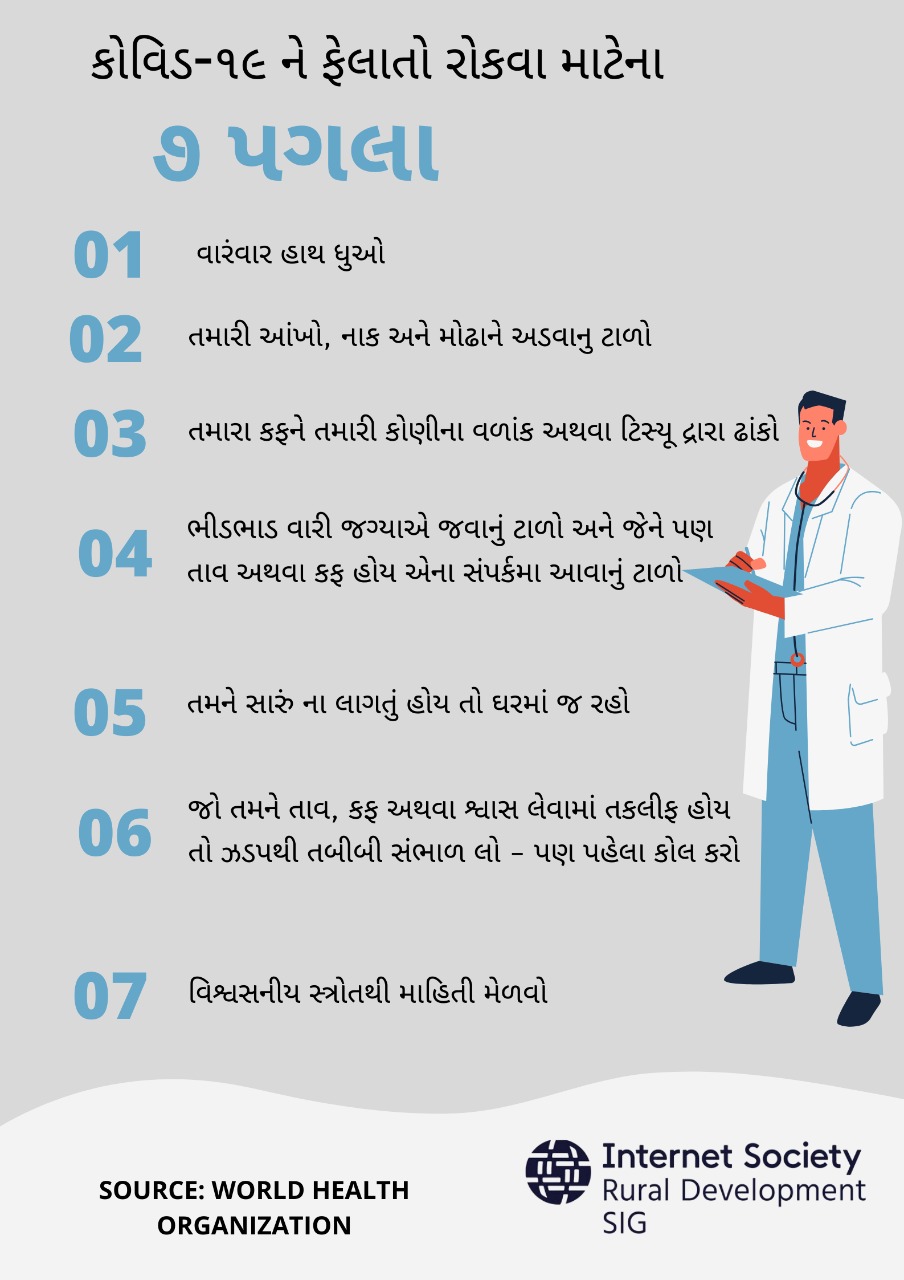 કોવિડ-૧૯ ને ફેલાતો રોકવા માટેના
૭ પગલા
01 વારંવાર હાથ ધુઓ
02 તમારી આંખો, નાક અને મોઢાને અડવાનુ ટાળો
03 તમારા કફને તમારી કોણીના વળાંક અથવા ટિસ્યૂ દ્રારા ઢાંકો
04 ભીડભાડ વારી જગ્યાએ જવાનું ટાળો અને જેને પણ
તાવ અથવા કફ હોય એના સંપર્કમા આવાનું ટાળો
05 તમને સારું ના લાગતું હોય તો ઘરમાં જ રહો
06 જો તમને તાવ, કફ અથવા શ્વાસ લેવામાં તકલીફ હોય
તો ઝડપથી તબીબી સંભાળ લો – પણ પહેલા કોલ કરો
07 વિશ્વસનીય સ્ત્રોતથી માહિતી મેળવો
SOURCE: WORLD HEALTH
ORGANIZATION
Internet Society
Rural Development
SIG